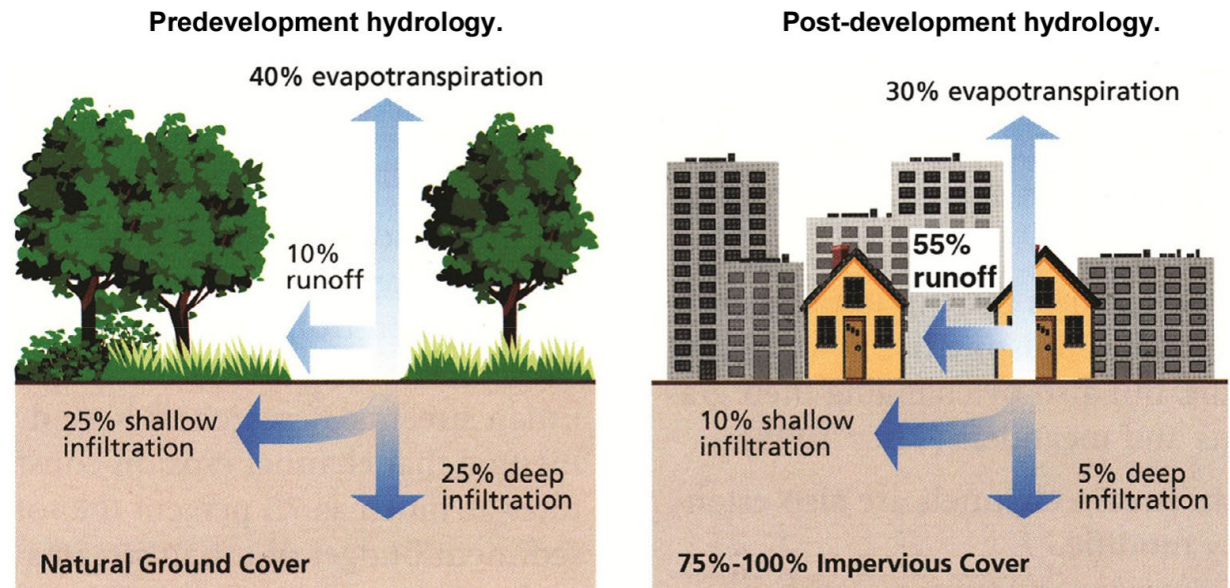 Predevelopment hydrology.
40% evapotranspiration
10%
runoff
25% shallow
infiltration
25% deep
infiltration
Natural Ground Cover
Post-development hydrology.
30% evapotranspiration
55%
runoff
10% shallow
infiltration
5% deep
infiltration
75%-100% Impervious Cover